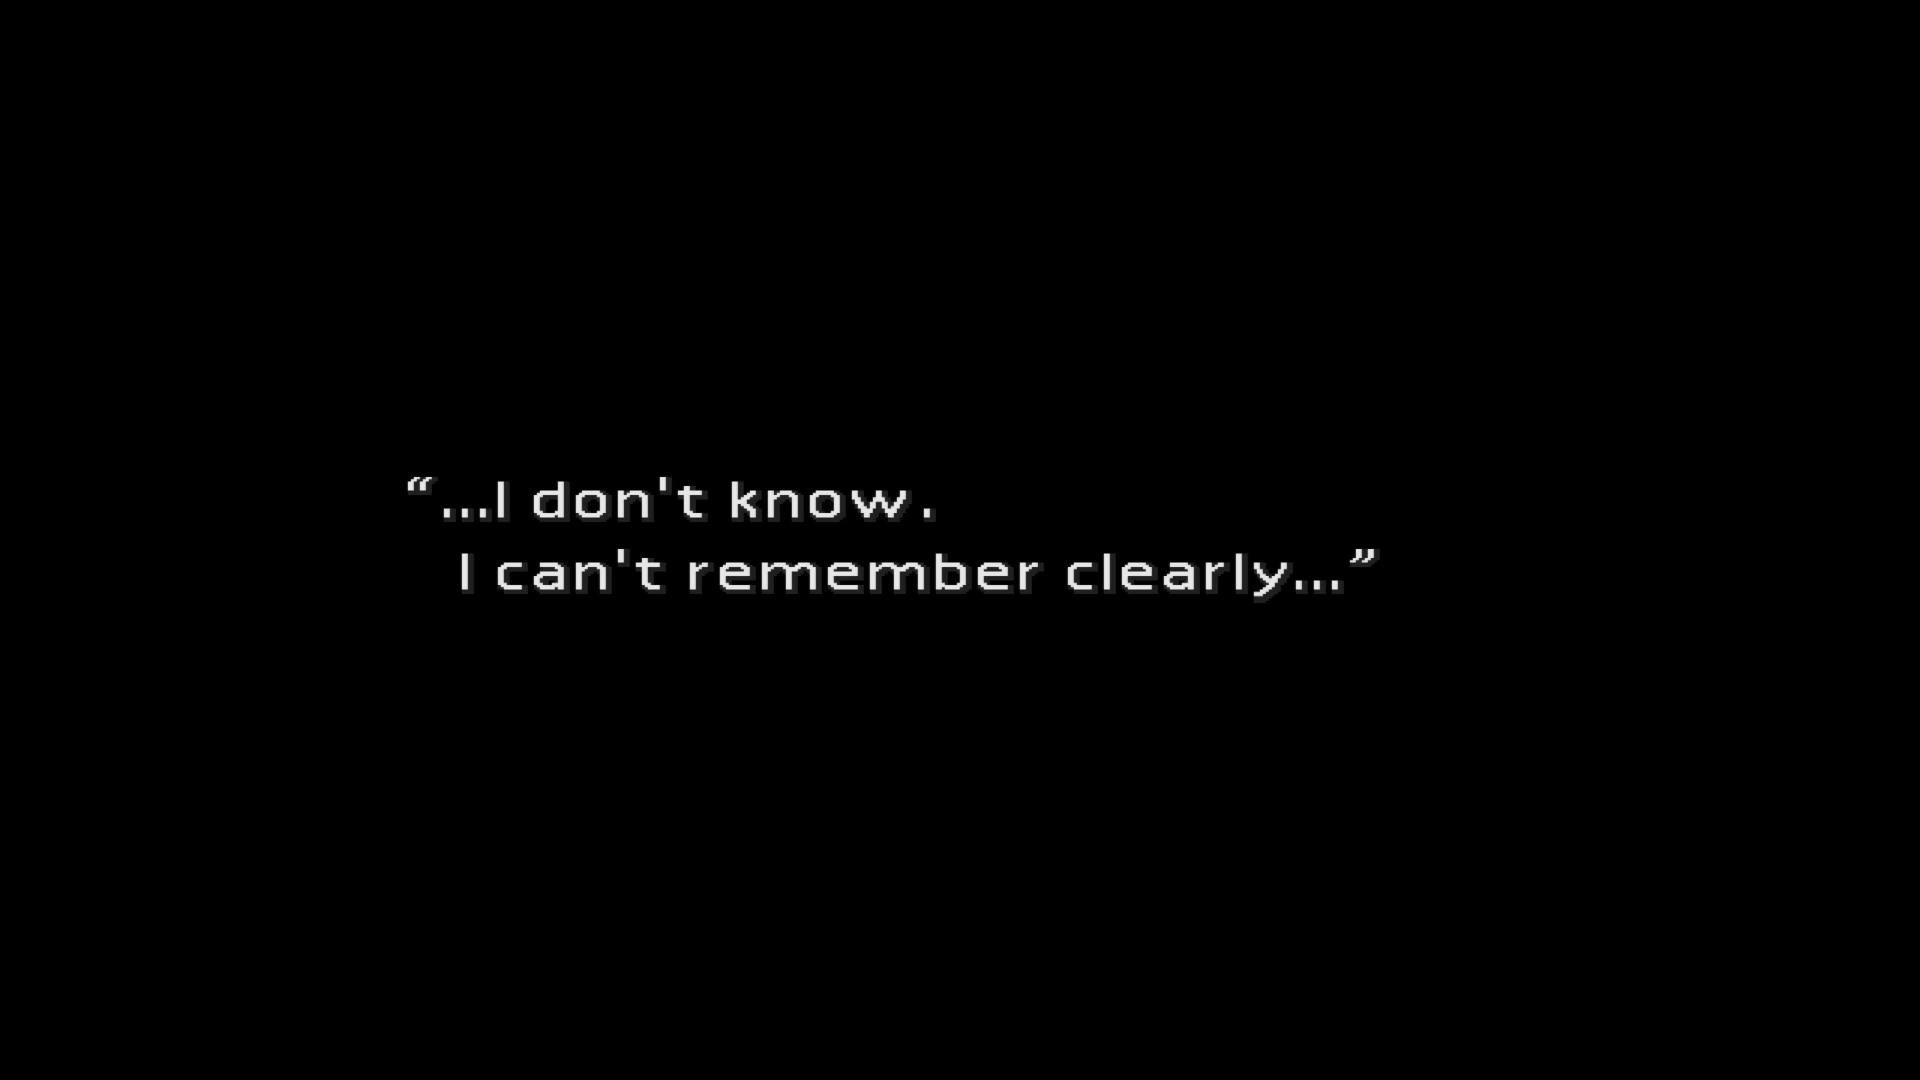 “...I don't know.
I can't remember clearly...”